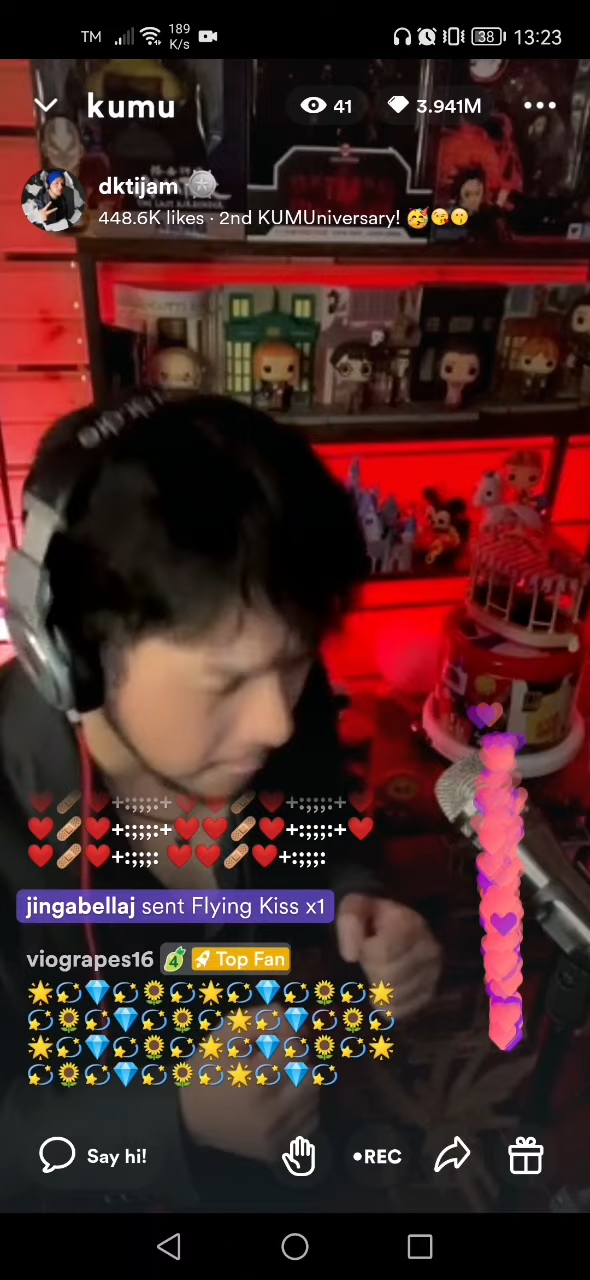 TM 189 K/s 38 13:23
kumu 41 3.941M
dktijam
448.6K likes · 2nd KUMUniversary! 🥳😘🤭
❤️🩹❤️+:;;;;:+❤️❤️🩹❤️+:;;;;:+❤️
❤️🩹❤️+:;;;;:+❤️❤️🩹❤️+:;;;;:+❤️
❤️🩹❤️+:;;;; ❤️❤️🩹❤️+:;;;;
jingabellaj sent Flying Kiss x1
viograpes16 4 🚀 Top Fan
🌟💫💎💫🌻💫🌟💫💎💫🌻💫🌟
💫🌻💫💎💫🌻💫🌟💫💎💫🌻💫
🌟💫💎💫🌻💫🌟💫💎💫🌻💫🌟
💫🌻💫💎💫🌻💫🌟💫💎💫
Say hi! •REC